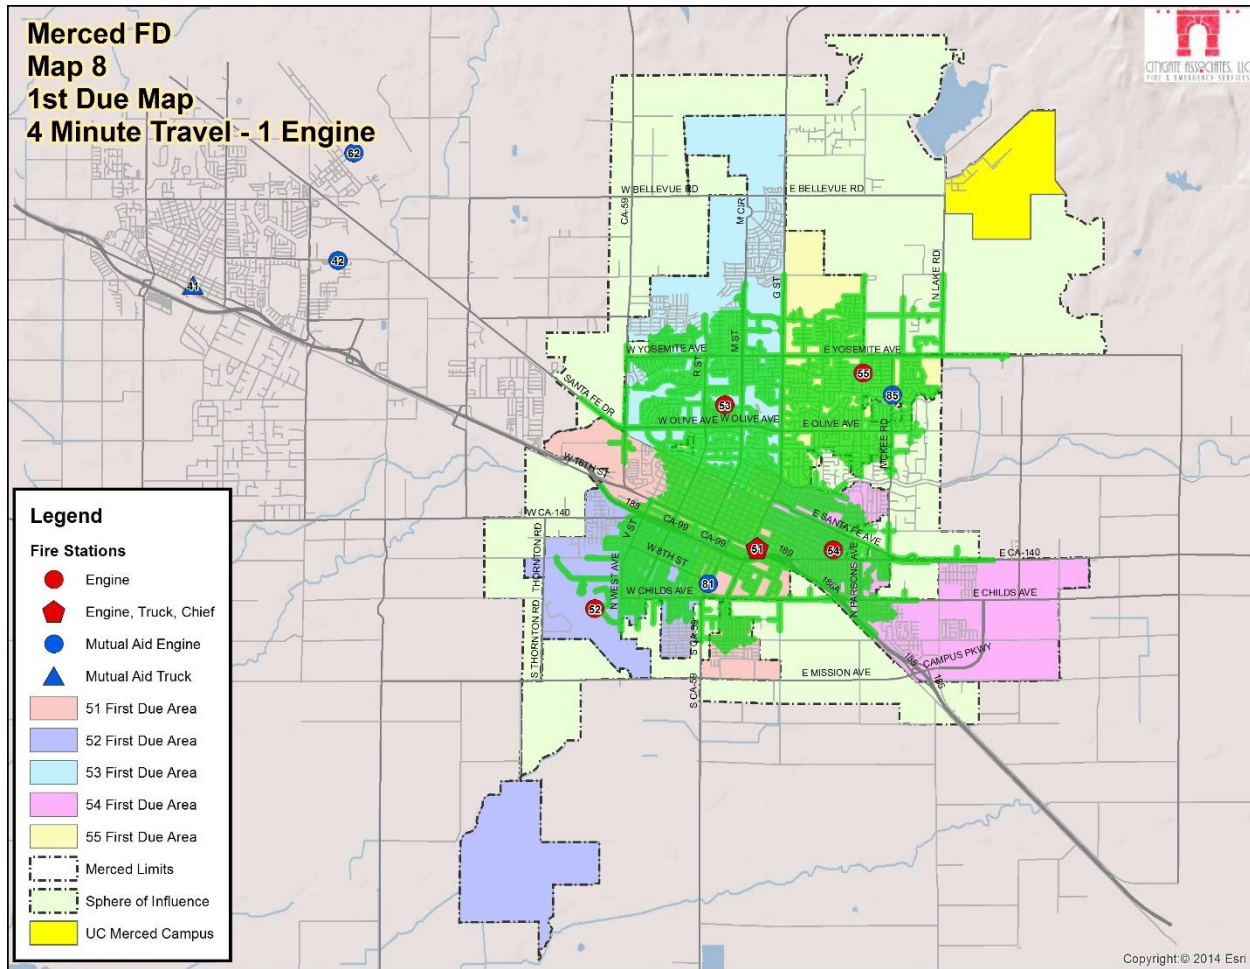 Merced FD
Map 8
1st Due Map
4 Minute Travel - 1 Engine
CITYGATE ASSOCIATES, LLC
FIRE & EMERGENCY SERVICES
62
42
41
W BELLEVUE RD
E BELLEVUE RD
CA-59
M CIR
G ST
N LAKE RD
W YOSEMITE AVE
E YOSEMITE AVE
M ST
R ST
SANTA FE DR
53
55
85
W OLIVE AVE
W OLIVE AVE
E OLIVE AVE
MCKEE RD
W 16TH ST
188
CA-99
CA-99
W CA-140
V ST
E SANTA FE AVE
W 8TH ST
51
189
54
E CA-140
THORNTON RD
N WEST AVE
81
186A
N PARSONS AVE
W CHILDS AVE
E CHILDS AVE
52
S THORNTON RD
S CA-59
S CA-59
E MISSION AVE
185
CAMPUS PKWY
186
Legend
Fire Stations
Engine
Engine, Truck, Chief
Mutual Aid Engine
Mutual Aid Truck
51 First Due Area
52 First Due Area
53 First Due Area
54 First Due Area
55 First Due Area
Merced Limits
Sphere of Influence
UC Merced Campus
Copyright:© 2014 Esri